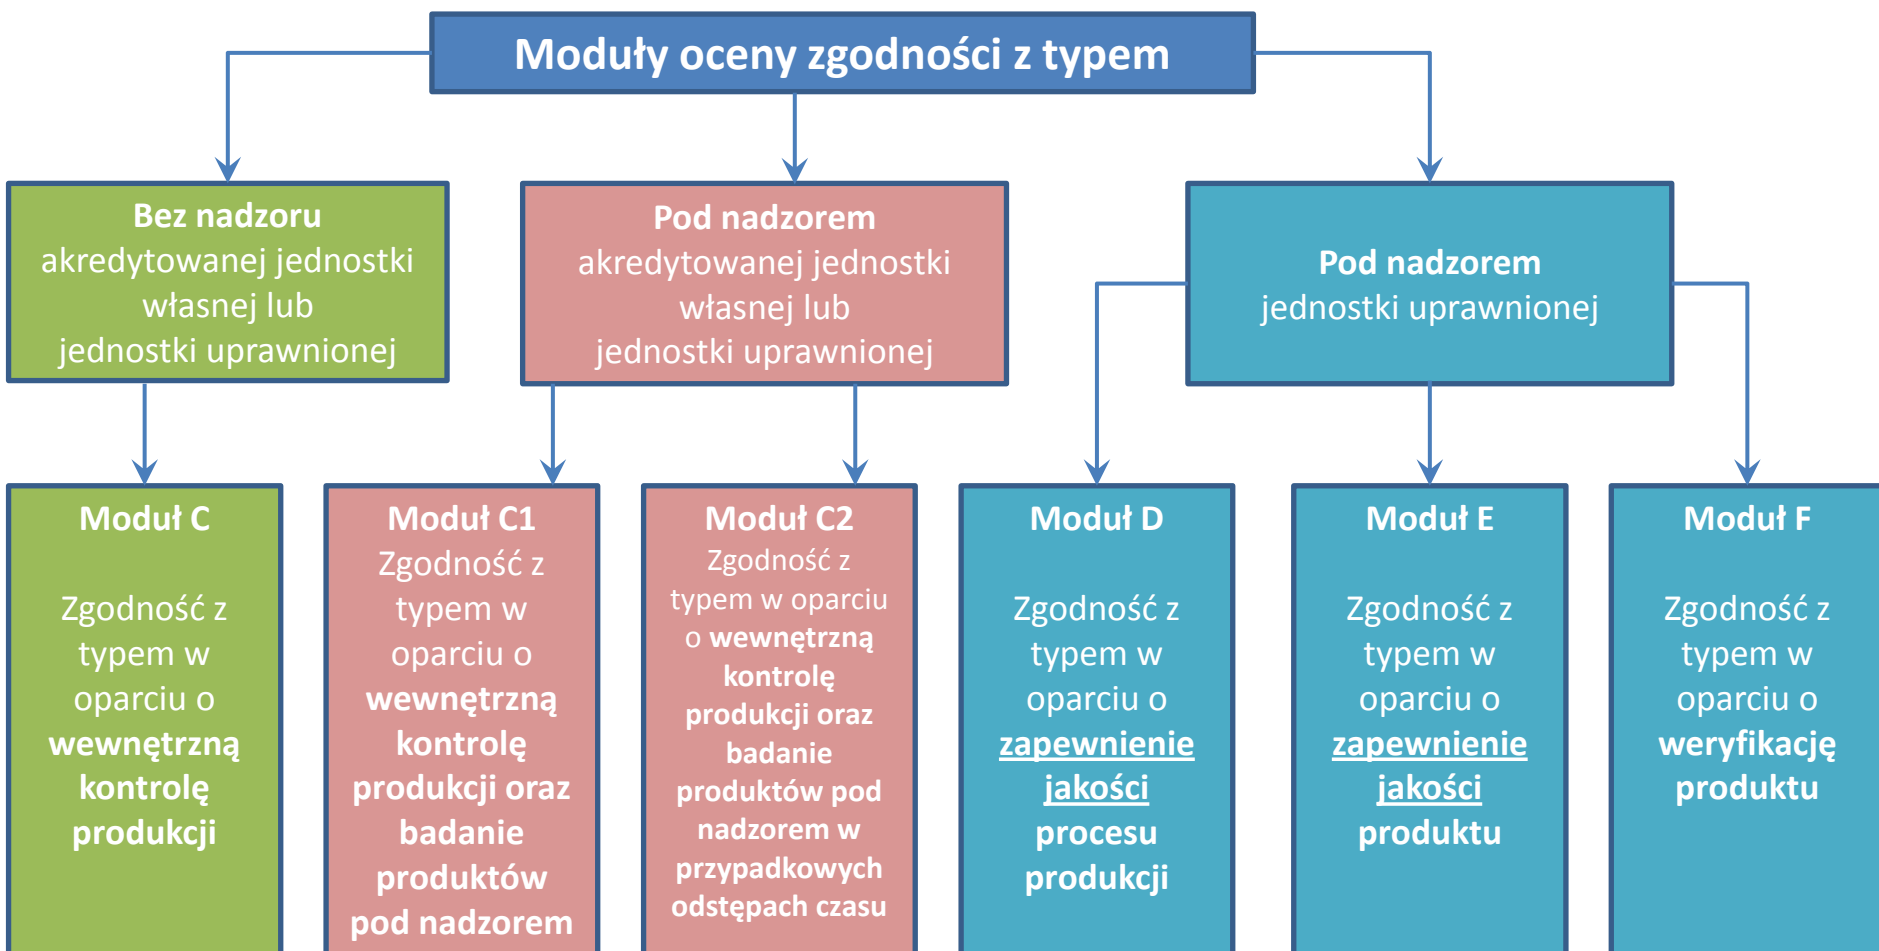 Moduły oceny zgodności z typem
Bez nadzoru
akredytowanej jednostki
własnej lub
jednostki uprawnionej
Pod nadzorem
akredytowanej jednostki
własnej lub
jednostki uprawnionej
Pod nadzorem
jednostki uprawnionej
Moduł C
Zgodność z
typem w
oparciu o
wewnętrzną
kontrolę
produkcji
Moduł C1
Zgodność z
typem w
oparciu o
wewnętrzną
kontrolę
produkcji oraz
badanie
produktów
pod nadzorem
Moduł C2
Zgodność z
typem w oparciu
o wewnętrzną
kontrolę
produkcji oraz
badanie
produktów pod
nadzorem w
przypadkowych
odstępach czasu
Moduł D
Zgodność z
typem w
oparciu o
zapewnienie
jakości
procesu
produkcji
Moduł E
Zgodność z
typem w
oparciu o
zapewnienie
jakości
produktu
Moduł F
Zgodność z
typem w
oparciu o
weryfikację
produktu